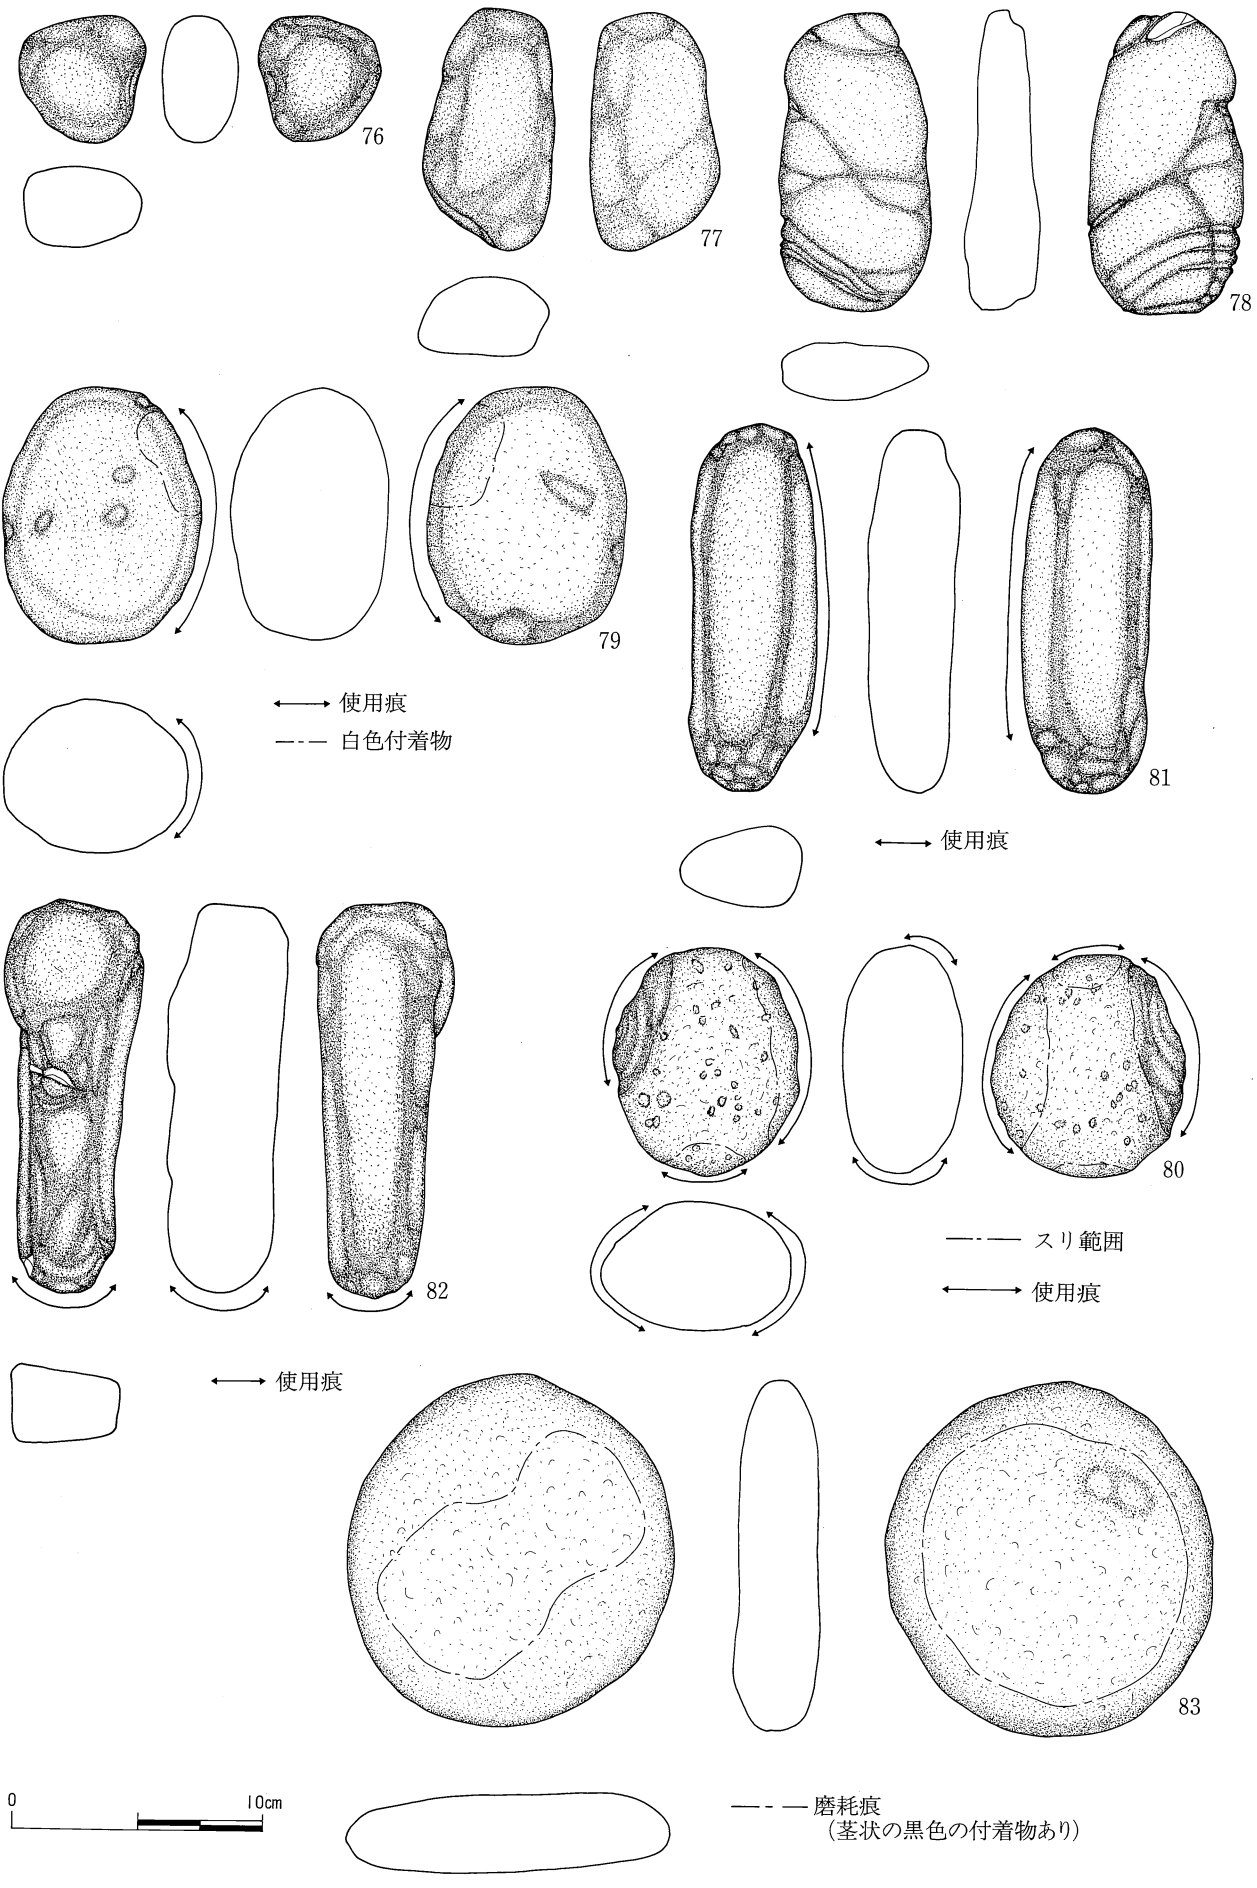 76
77
78
79
使用痕
白色付着物
81
使用痕
82
使用痕
80
スリ範囲
使用痕
83
0 10cm
磨耗痕
(茎状の黒色の付着物あり)